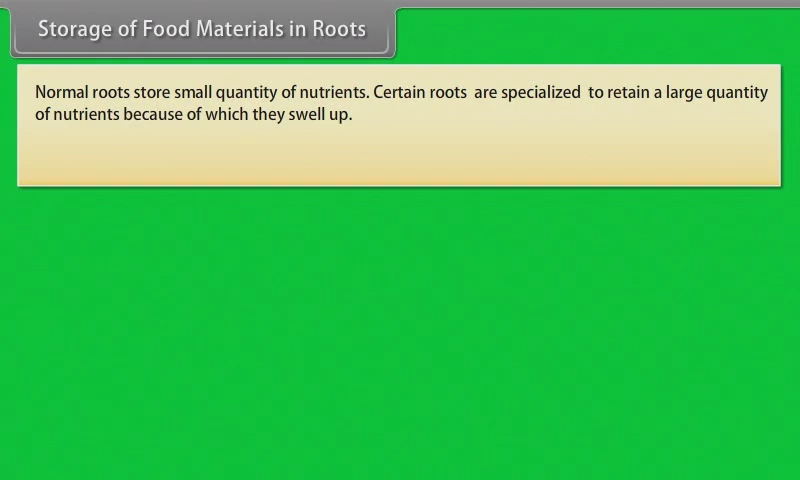 Storage of Food Materials in Roots
Normal roots store small quantity of nutrients. Certain roots  are specialized  to retain a large quantity
of nutrients because of which they swell up.